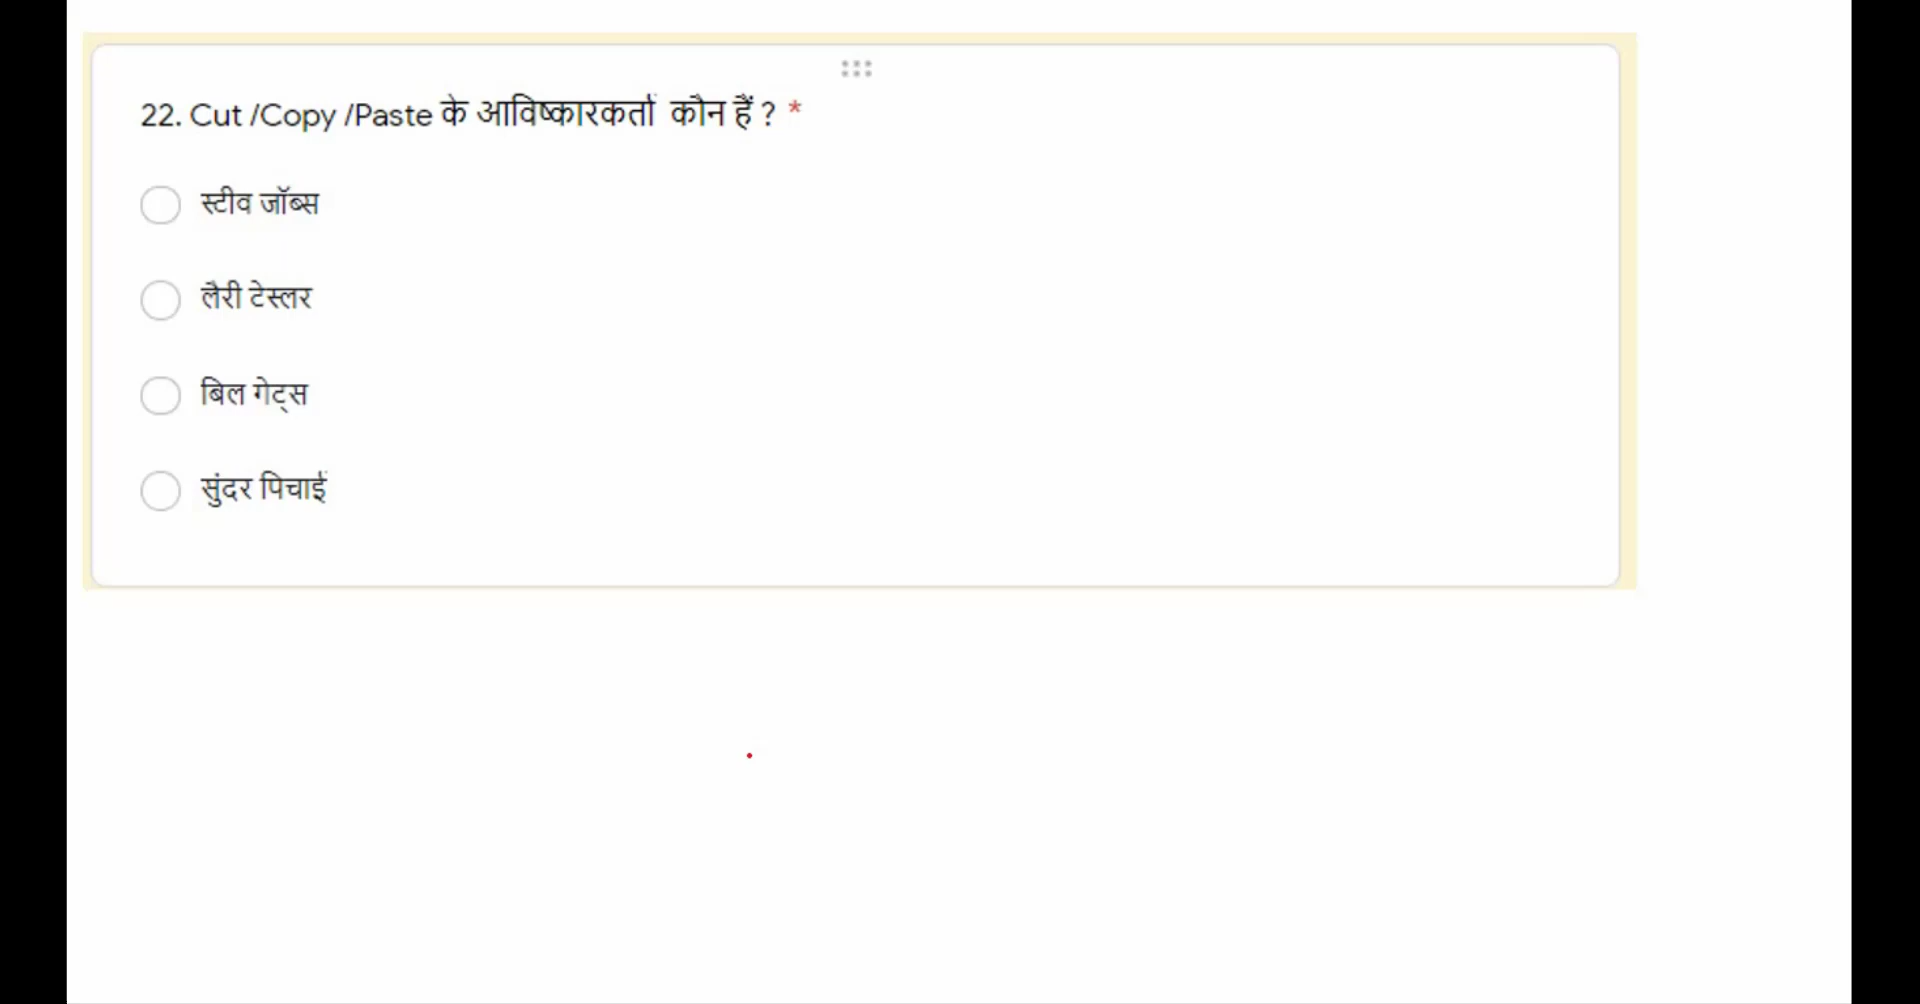 22. Cut /Copy /Paste के आविष्कारकर्ता कौन हैं ? *
स्टीव जॉब्स
लैरी टेस्लर
बिल गेट्स
सुंदर पिचाई